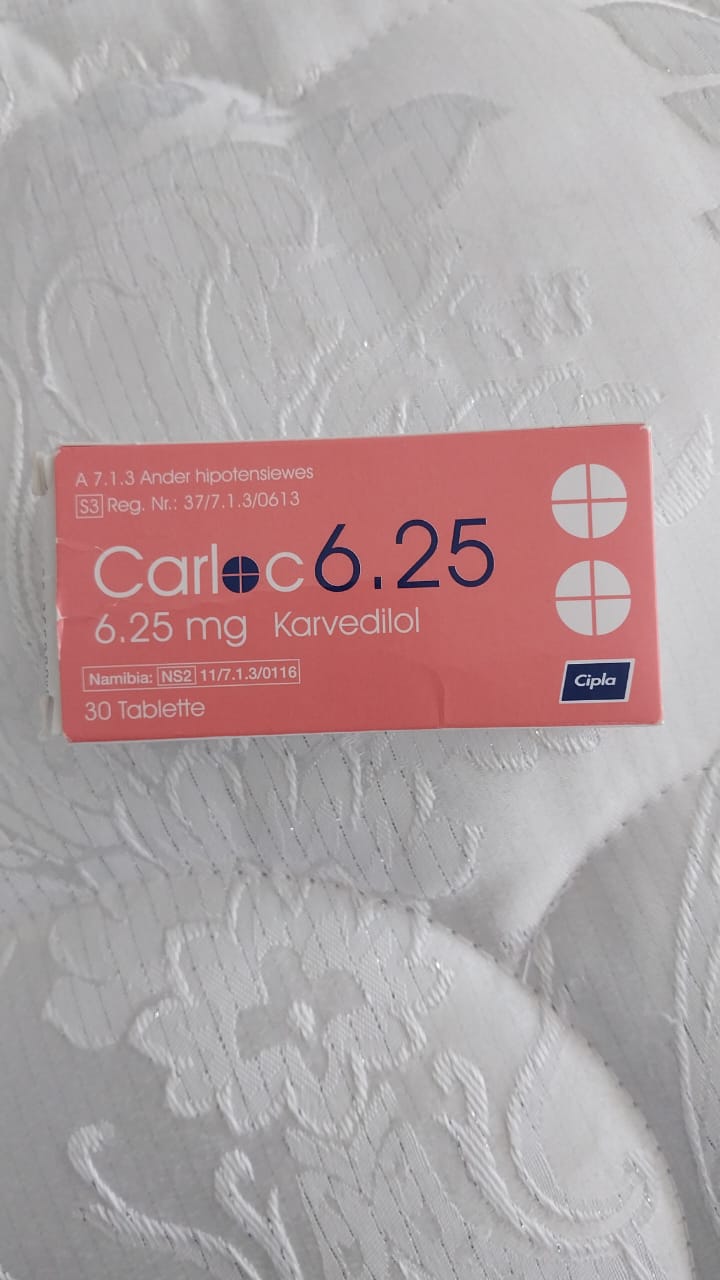 A 7.1.3 Ander hipotensiewes
S3 Reg. Nr.: 37/7.1.3/0613
Carloc 6.25
6.25 mg Karvedilol
Namibia: NS2 11/7.1.3/0116
30 Tablette
Cipla